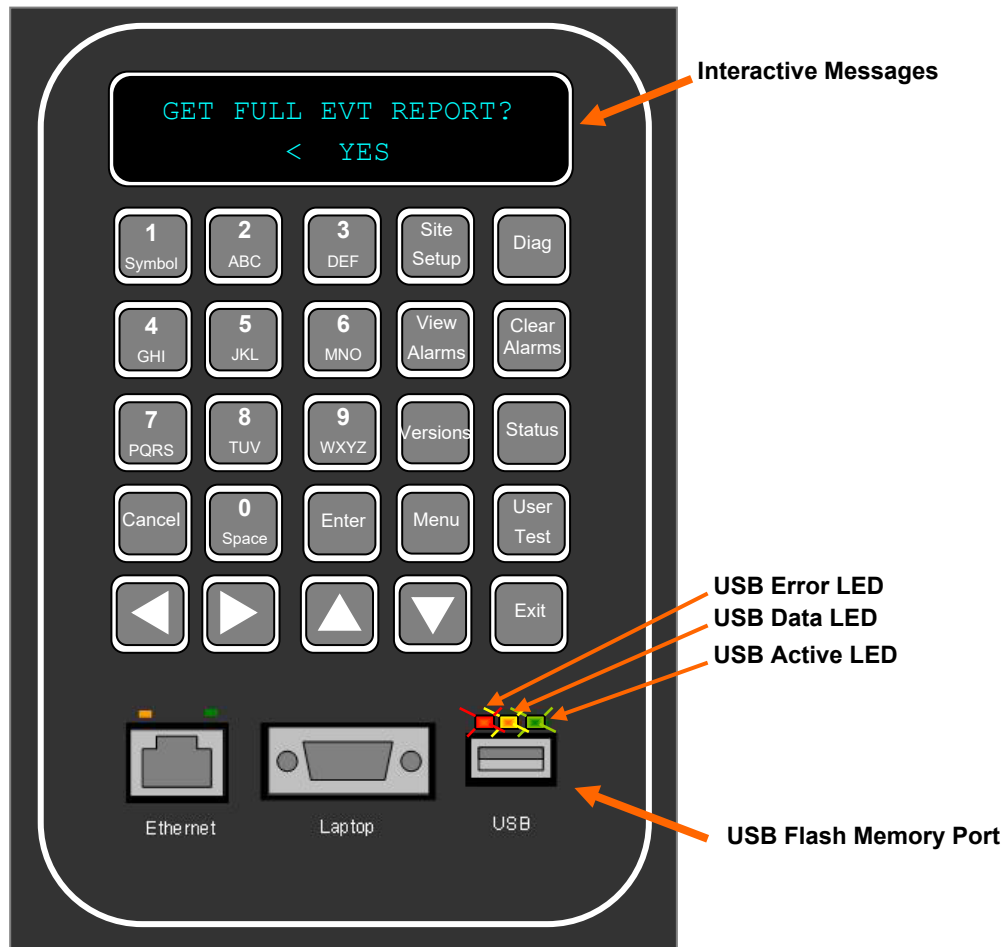 Interactive Messages
GET FULL EVT REPORT?
< YES
1
Symbol
2
ABC
3
DEF
Site
Setup
Diag
4
GHI
5
JKL
6
MNO
View
Alarms
Clear
Alarms
7
PQRS
8
TUV
9
WXYZ
Versions
Status
Cancel
0
Space
Enter
Menu
User
Test
Exit
USB Error LED
USB Data LED
USB Active LED
Ethernet
Laptop
USB
USB Flash Memory Port